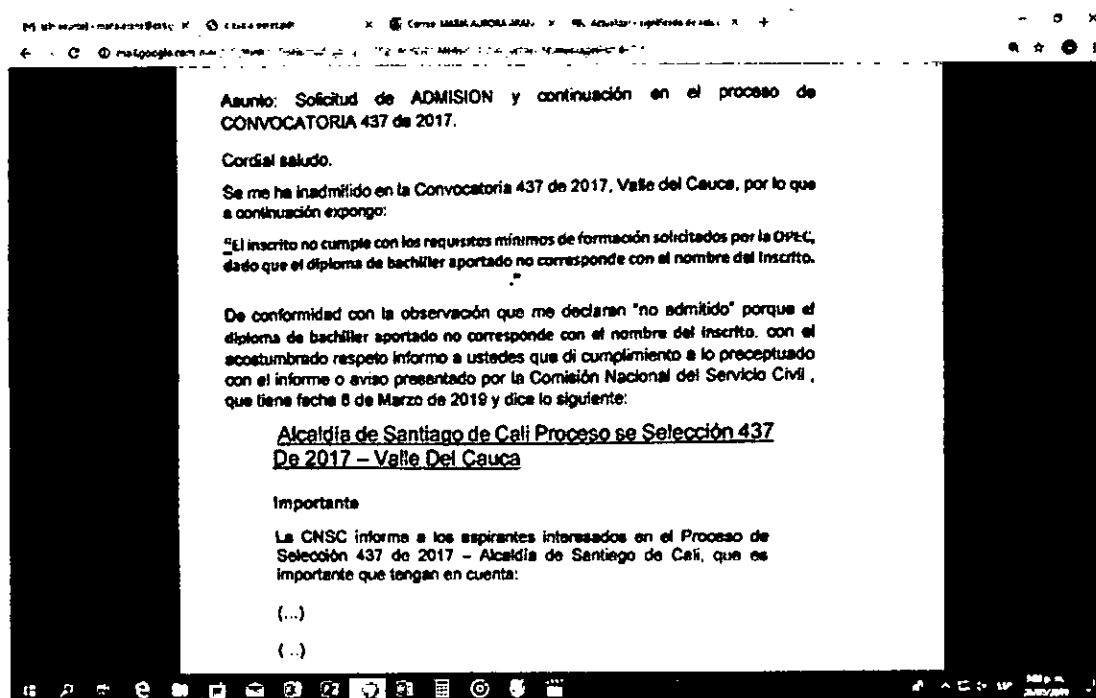 Asunto: Solicitud de ADMISION y continuación en el proceso de
CONVOCATORIA 437 de 2017.
Cordial saludo.
Se me ha inadmitido en la Convocatoria 437 de 2017, Valle del Cauca, por lo que
a continuación expongo:
"El inscrito no cumple con los requisitos mínimos de formación solicitados por la OPEC,
dado que el diploma de bachiller aportado no corresponde con el nombre del Inscrito.
."
De conformidad con la observación que me declaran "no admitido" porque el
diploma de bachiller aportado no corresponde con el nombre del inscrito. con el
acostumbrado respeto informo a ustedes que di cumplimiento a lo preceptuado
con el informe o aviso presentado por la Comisión Nacional del Servicio Civil ,
que tiene fecha 8 de Marzo de 2019 y dice lo siguiente:
Alcaldía de Santiago de Cali Proceso se Selección 437
De 2017 – Valle Del Cauca
Importante
La CNSC informa a los aspirantes interesados en el Proceso de
Selección 437 de 2017 – Alcaldía de Santiago de Cali, que es
importante que tengan en cuenta:
(...)
(..)